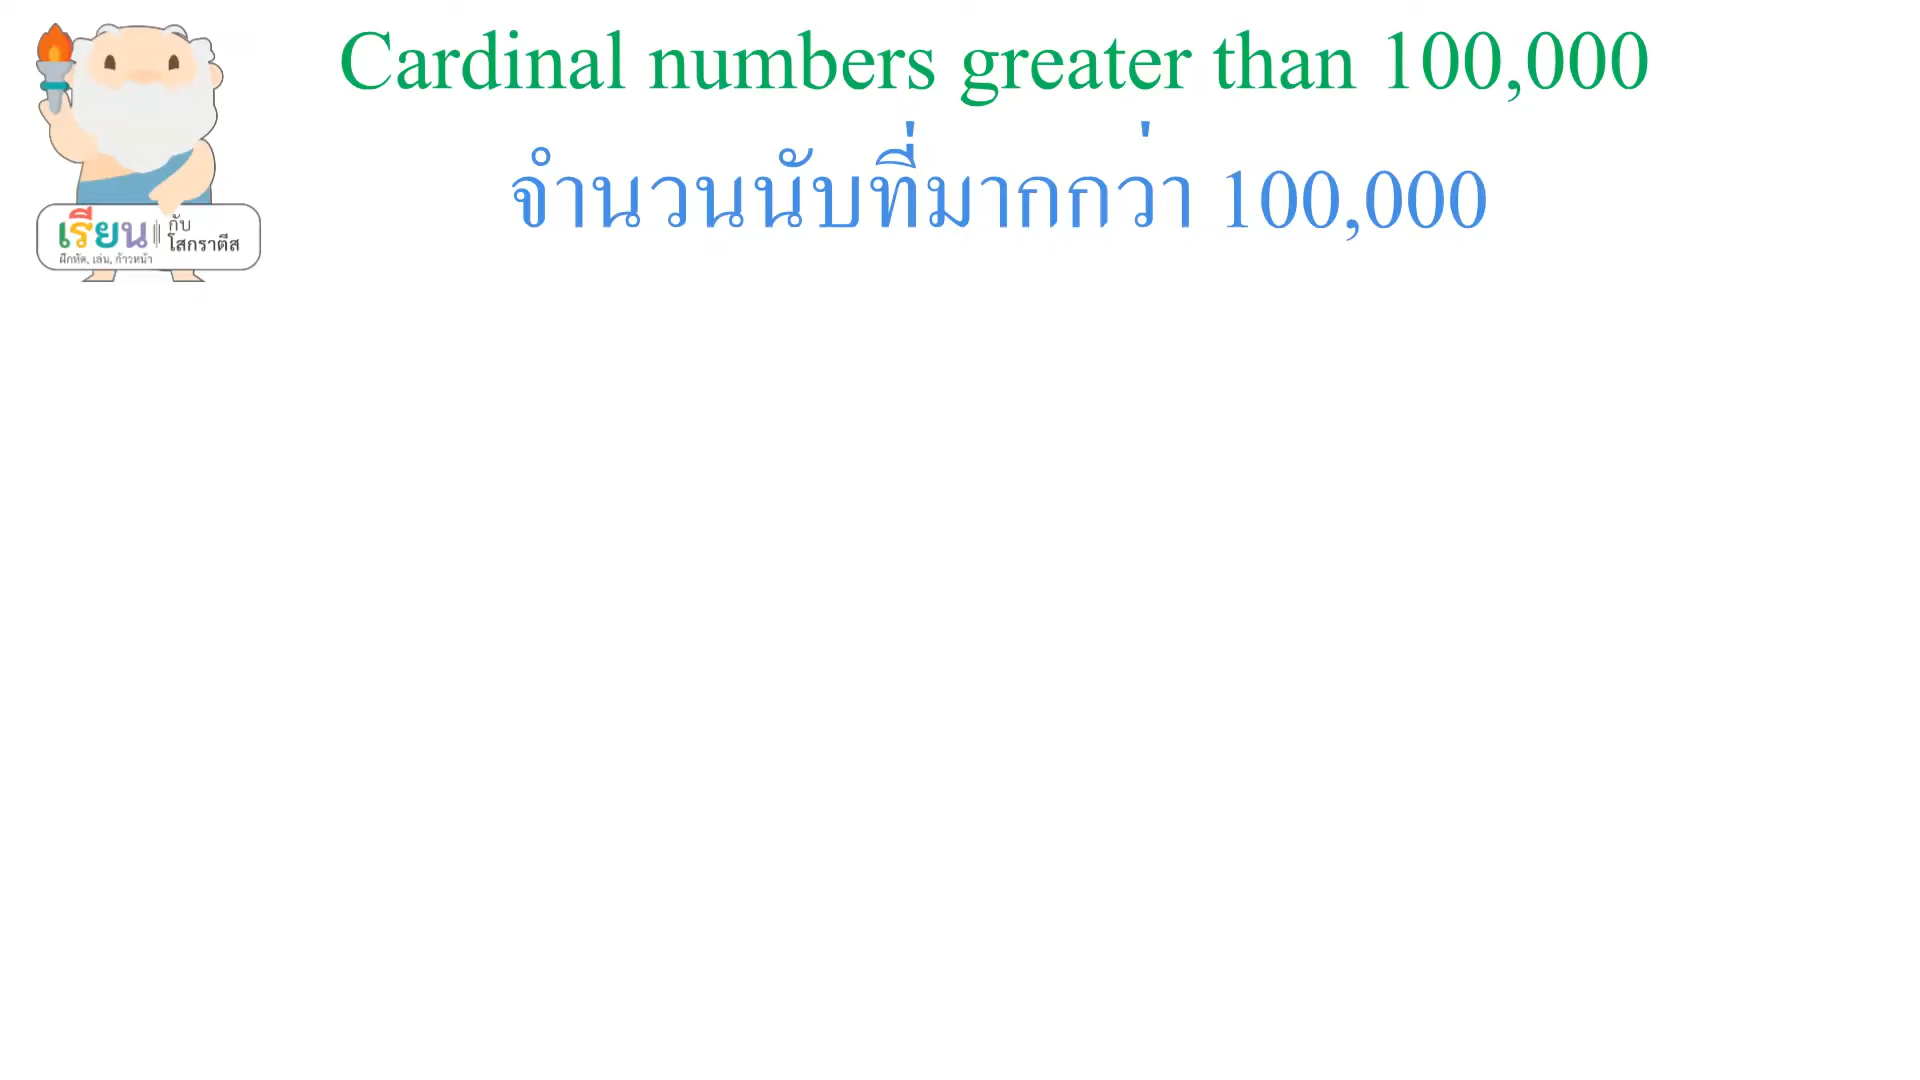 Cardinal numbers greater than 100,000
จำนวนนับที่มากกว่า 100,000
เรียน กับ
โสกราตีส
ฝึกหัด, เล่น, ก้าวหน้า